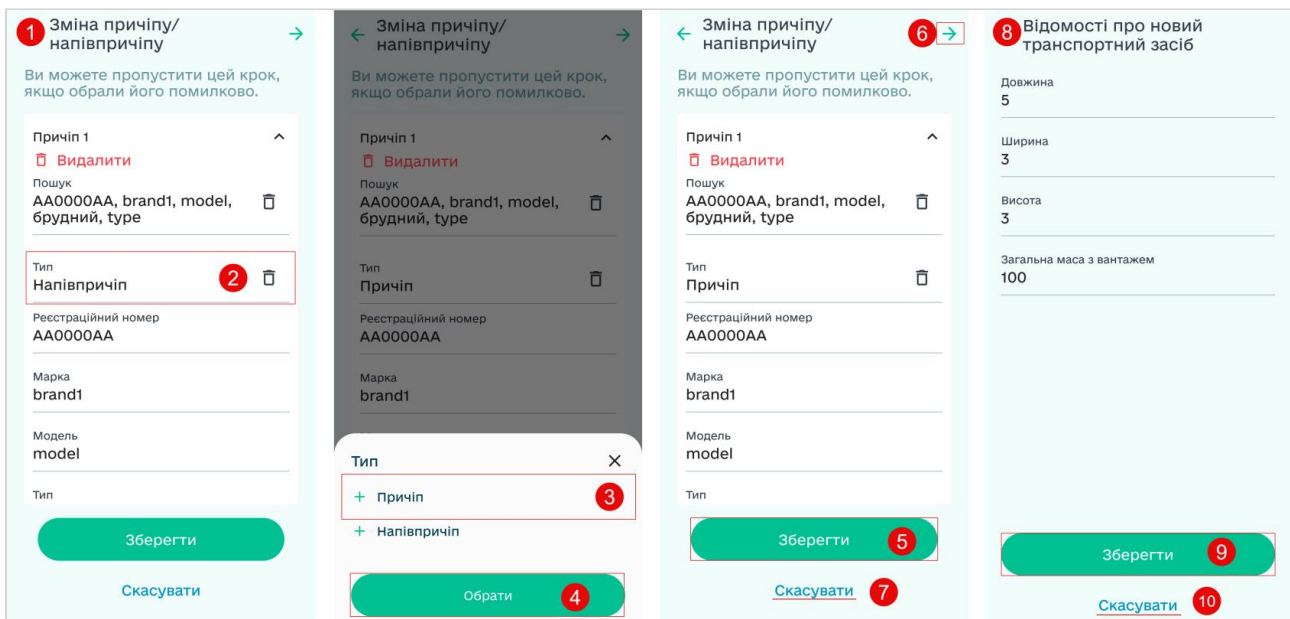 1
Зміна причіпу/
напівпричіпу
Ви можете пропустити цей крок,
якщо обрали його помилково.
Причіп 1
Видалити
Пошук
AA0000AA, brand1, model,
брудний, type
Тип
Напівпричіп
2
Реєстраційний номер
AA0000AA
Марка
brand1
Модель
model
Тип
Зберегти
Скасувати
Зміна причіпу/
напівпричіпу
Ви можете пропустити цей крок,
якщо обрали його помилково.
Причіп 1
Видалити
Пошук
AA0000AA, brand1, model,
брудний, type
Тип
Причіп
Реєстраційний номер
AA0000AA
Марка
brand1
Тип
+ Причіп
3
+ Напівпричіп
Обрати
4
Зміна причіпу/
напівпричіпу
6
Ви можете пропустити цей крок,
якщо обрали його помилково.
Причіп 1
Видалити
Пошук
AA0000AA, brand1, model,
брудний, type
Тип
Причіп
Реєстраційний номер
AA0000AA
Марка
brand1
Модель
model
Тип
Зберегти
5
Скасувати
7
8
Відомості про новий
транспортний засіб
Довжина
5
Ширина
3
Висота
3
Загальна маса з вантажем
100
Зберегти
9
Скасувати
10